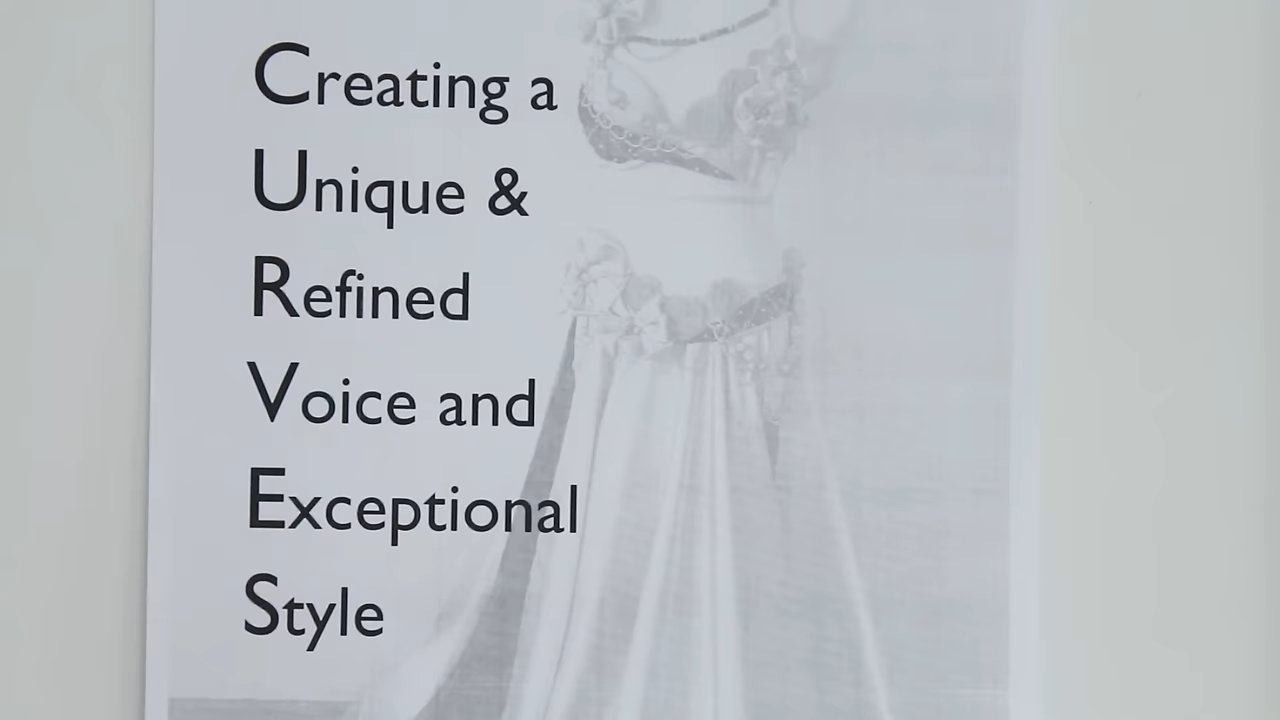 Creating a
Unique &
Refined
Voice and
Exceptional
Style